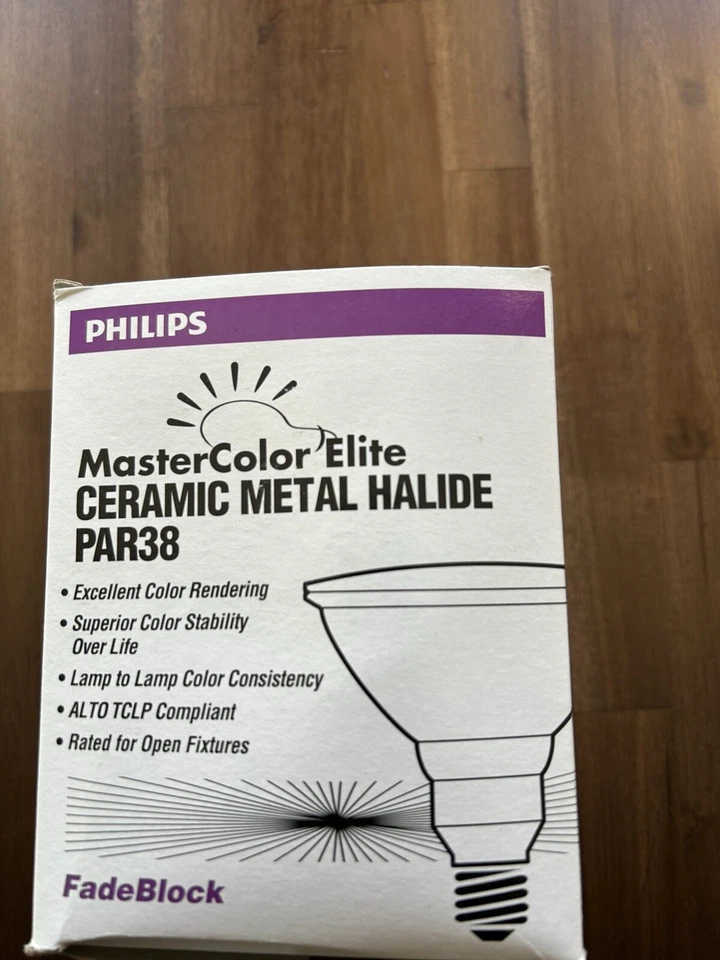 PHILIPS
MasterColor Elite
CERAMIC METAL HALIDE
PAR38
• Excellent Color Rendering
• Superior Color Stability
Over Life
• Lamp to Lamp Color Consistency
• ALTO TCLP Compliant
• Rated for Open Fixtures
FadeBlock